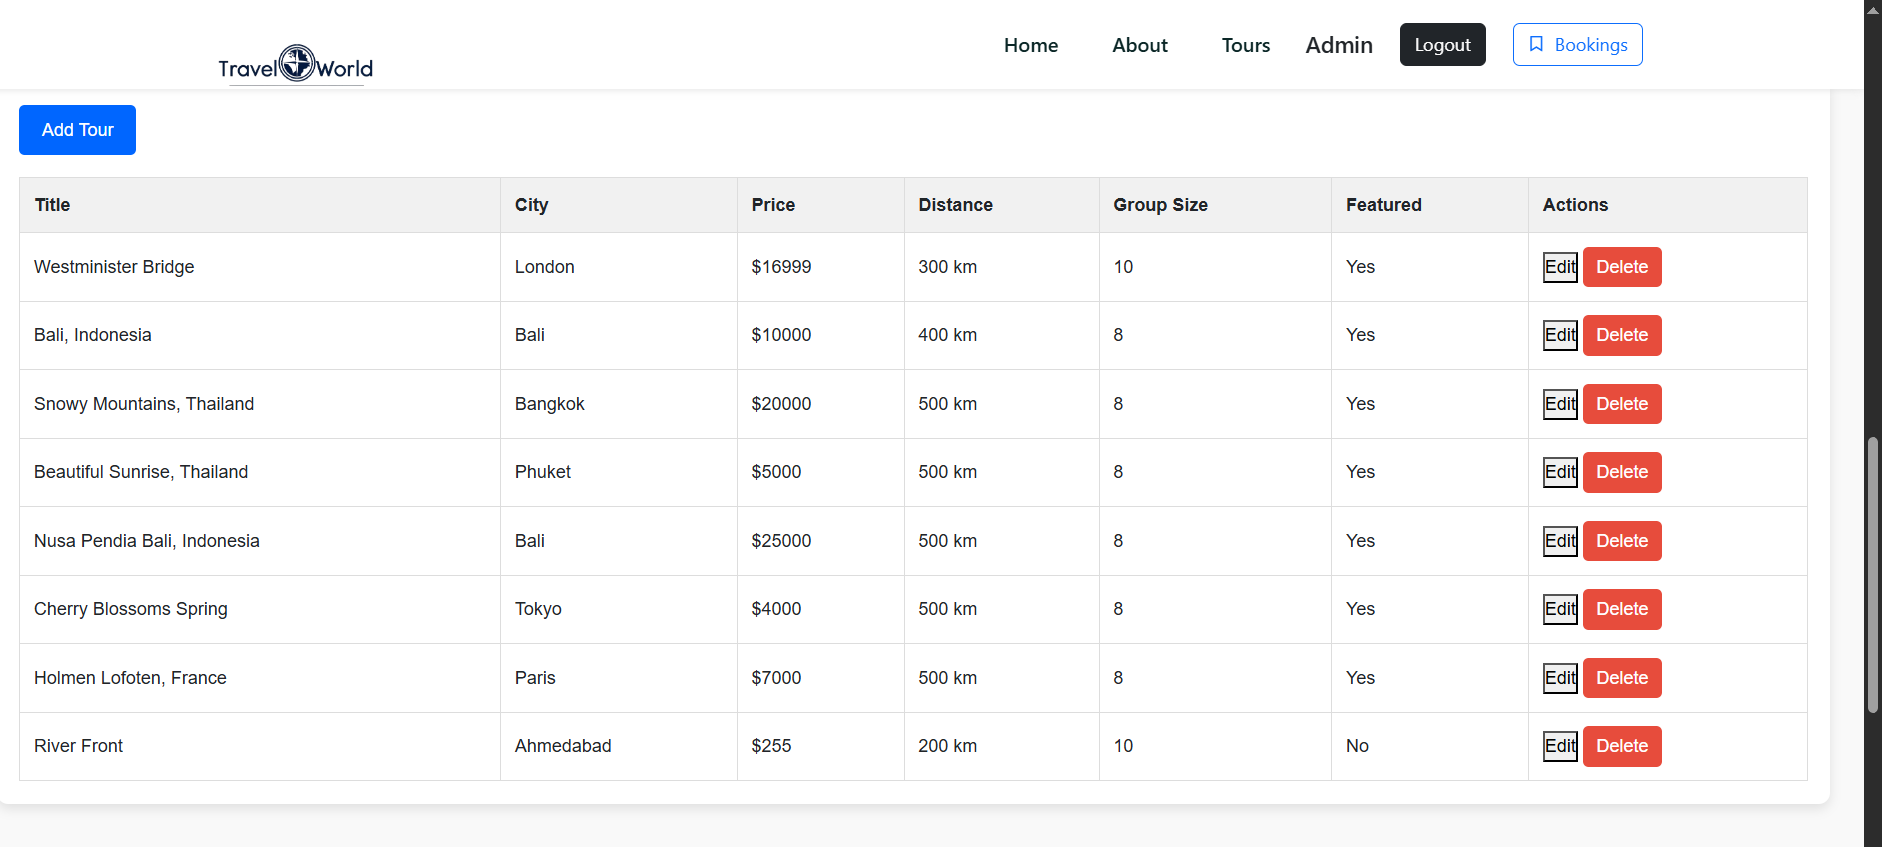 Travel World Home About Tours Admin Logout Bookings
Add Tour
Title City Price Distance Group Size Featured Actions
Westminister Bridge London $16999 300 km 10 Yes Edit Delete
Bali, Indonesia Bali $10000 400 km 8 Yes Edit Delete
Snowy Mountains, Thailand Bangkok $20000 500 km 8 Yes Edit Delete
Beautiful Sunrise, Thailand Phuket $5000 500 km 8 Yes Edit Delete
Nusa Pendia Bali, Indonesia Bali $25000 500 km 8 Yes Edit Delete
Cherry Blossoms Spring Tokyo $4000 500 km 8 Yes Edit Delete
Holmen Lofoten, France Paris $7000 500 km 8 Yes Edit Delete
River Front Ahmedabad $255 200 km 10 No Edit Delete